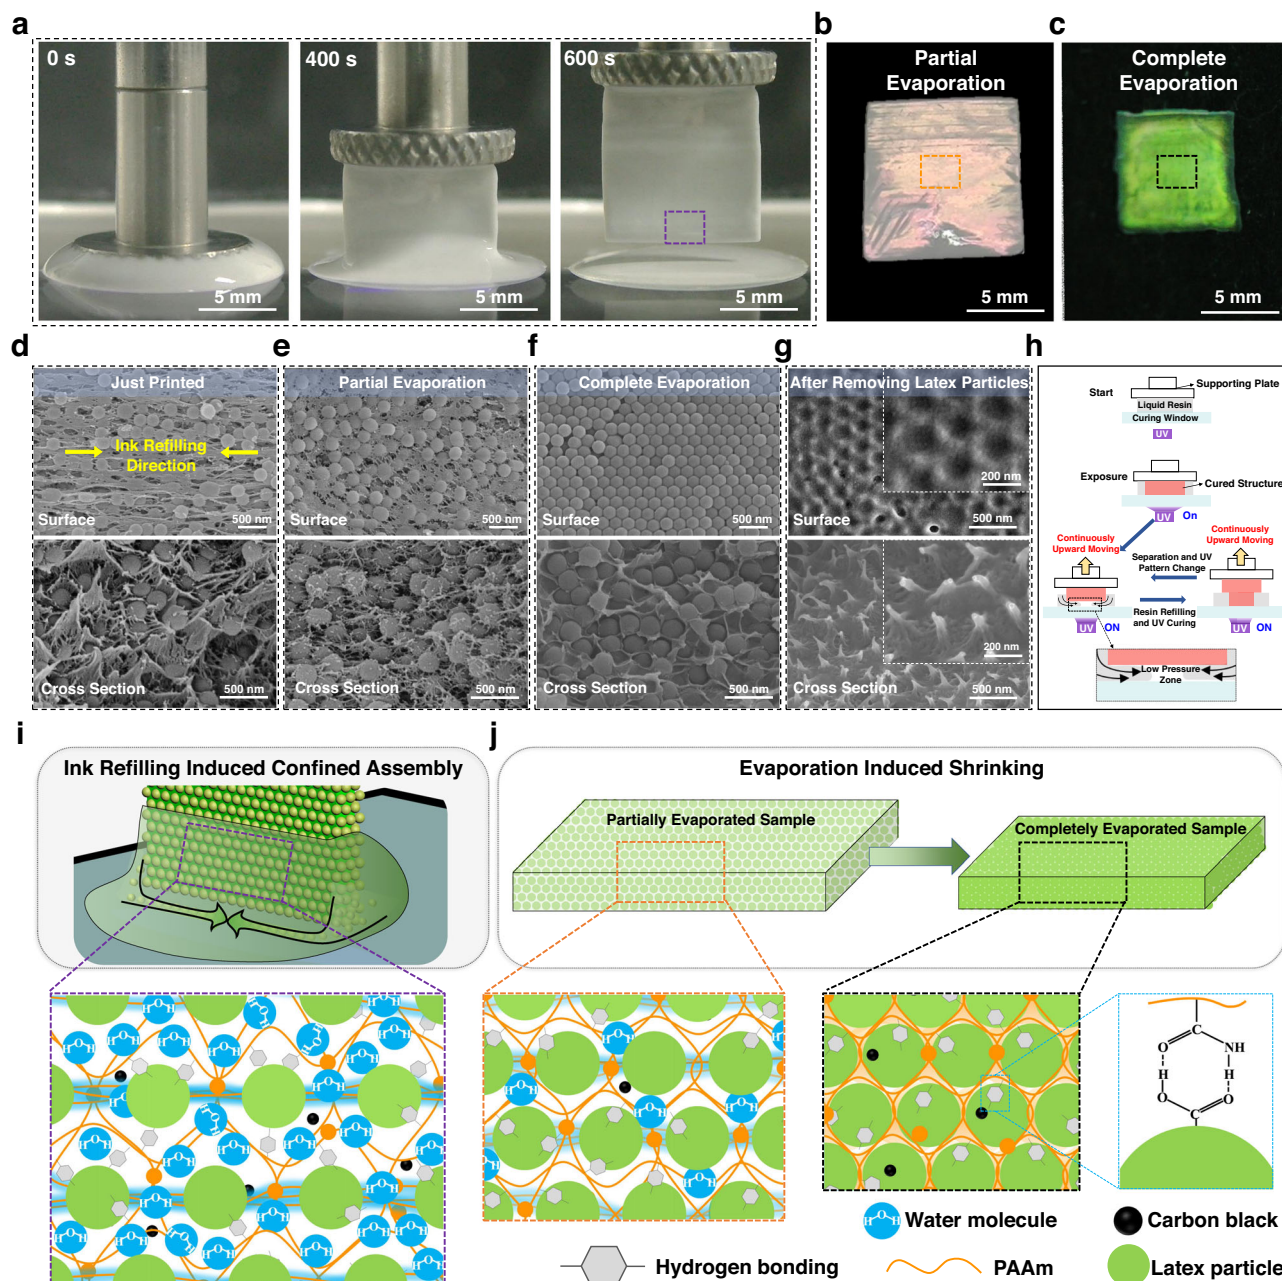 a
0 s
400 s
600 s
5 mm
5 mm
5 mm
b
Partial
Evaporation
5 mm
c
Complete
Evaporation
5 mm
d
Just Printed
Ink Refilling
Direction
Surface
500 nm
Cross Section
500 nm
e
Partial Evaporation
Surface
500 nm
Cross Section
500 nm
f
Complete Evaporation
Surface
500 nm
Cross Section
500 nm
g
After Removing Latex Particles
200 nm
Surface
500 nm
200 nm
Cross Section
500 nm
h
Start
Supporting Plate
Liquid Resin
Curing Window
UV
Exposure
Cured Structure
UV
On
Continuously
Upward Moving
Continuously
Upward Moving
Separation and UV
Pattern Change
Resin Refilling
and UV Curing
UV
ON
UV
ON
Low Pressure
Zone
i
Ink Refilling Induced Confined Assembly
j
Evaporation Induced Shrinking
Partially Evaporated Sample
Completely Evaporated Sample
O
C
NH
H
H
O
O
C
H O H
Water molecule
Carbon black
Hydrogen bonding
PAAm
Latex particle